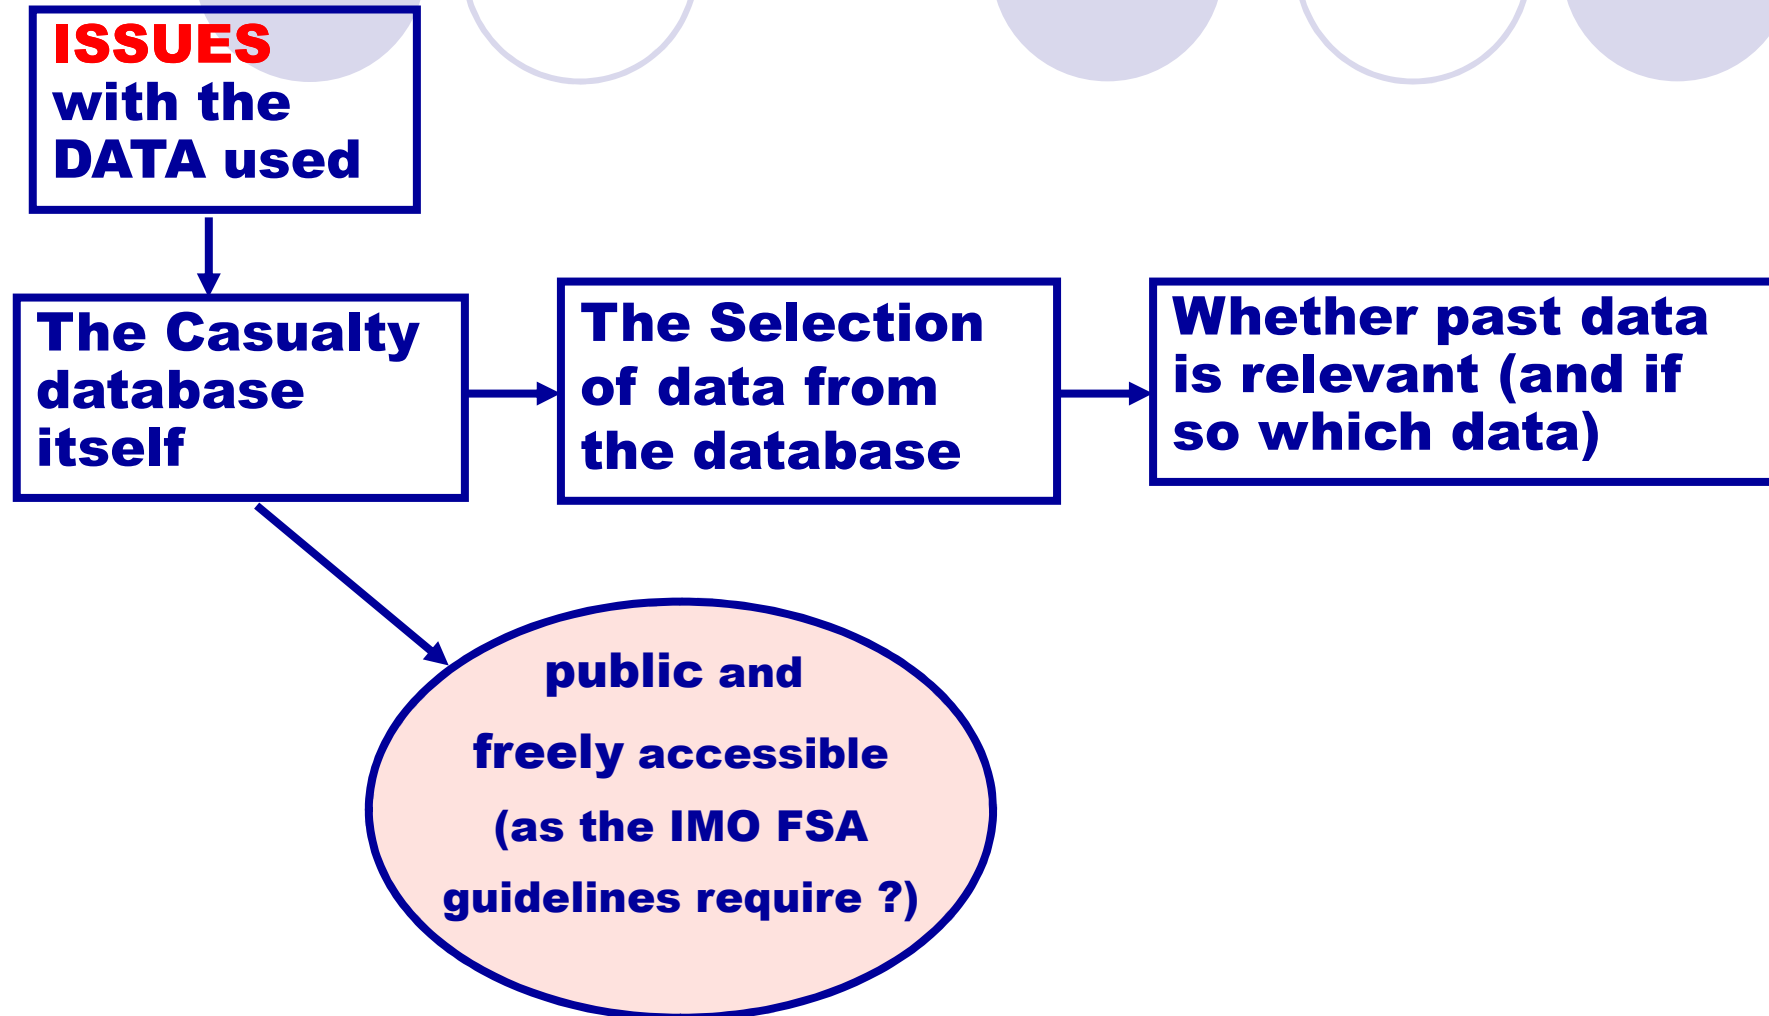 ISSUES
with the
DATA used
The Casualty
database
itself
The Selection
of data from
the database
Whether past data
is relevant (and if
so which data)
public and
freely accessible
(as the IMO FSA
guidelines require ?)